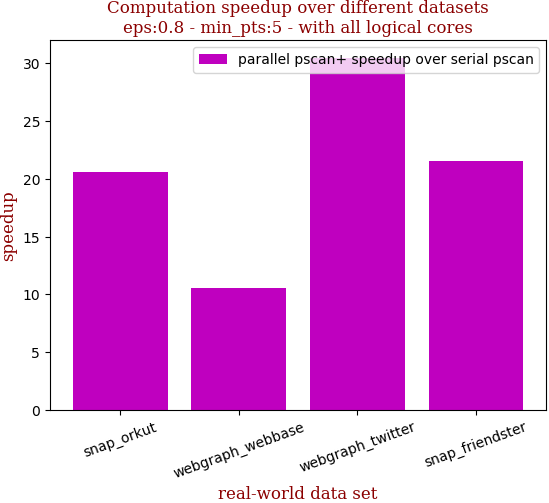 Computation speedup over different datasets
eps:0.8 - min_pts:5 - with all logical cores
parallel pscan+ speedup over serial pscan
speedup
30
25
20
15
10
5
0
snap_orkut
webgraph_webbase
webgraph_twitter
snap_friendster
real-world data set